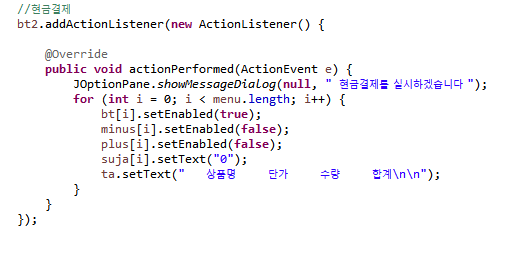 //현금결제
bt2.addActionListener(new ActionListener() {
@Override
public void actionPerformed(ActionEvent e) {
JOptionPane.showMessageDialog(null, " 현금결제를 실시하겠습니다 ");
for (int i = 0; i < menu.length; i++) {
bt[i].setEnabled(true);
minus[i].setEnabled(false);
plus[i].setEnabled(false);
suja[i].setText("0");
ta.setText("   상품명     단가     수량     합계\n\n");
}
}
});